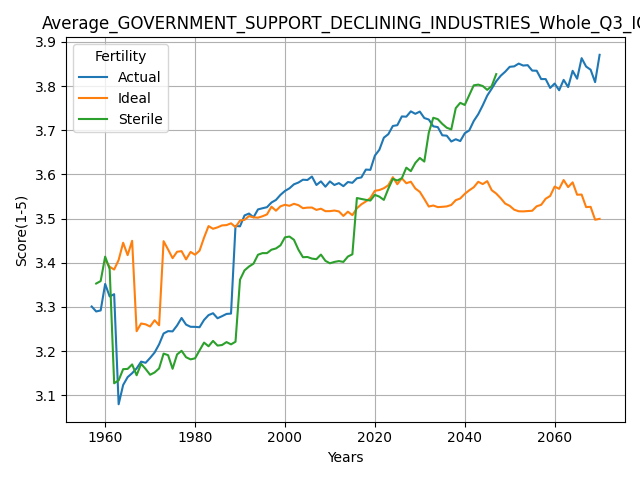 Average_GOVERNMENT_SUPPORT_DECLINING_INDUSTRIES_Whole_Q3_IQ
Fertility
Actual
Ideal
Sterile
Score(1-5)
3.9
3.8
3.7
3.6
3.5
3.4
3.3
3.2
3.1
1960
1980
2000
2020
2040
2060
Years